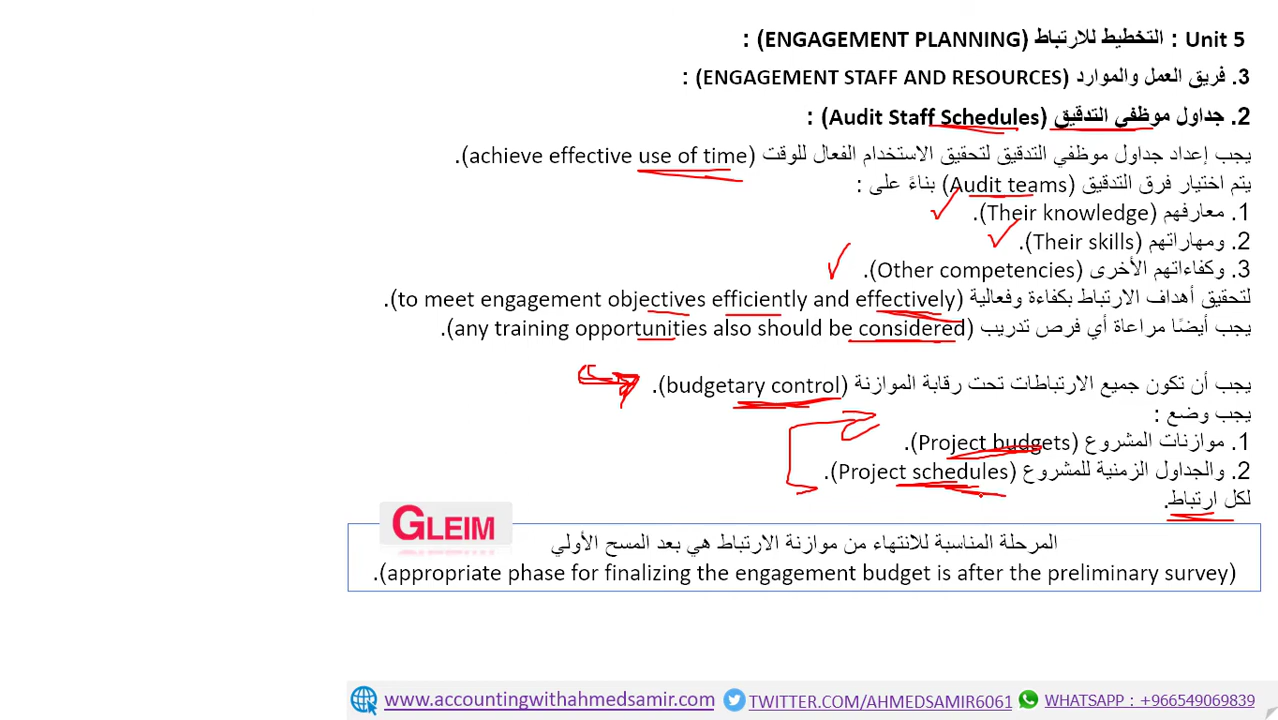 Unit 5 : التخطيط للارتباط (ENGAGEMENT PLANNING) :
3. فريق العمل والموارد (ENGAGEMENT STAFF AND RESOURCES) :
2. جداول موظفي التدقيق (Audit Staff Schedules) :
يجب إعداد جداول موظفي التدقيق لتحقيق الاستخدام الفعال للوقت (achieve effective use of time).
يتم اختيار فرق التدقيق (Audit teams) بناءً على :
1. معارفهم (Their knowledge).
2. ومهاراتهم (Their skills).
3. وكفاءاتهم الأخرى (Other competencies).
لتحقيق أهداف الارتباط بكفاءة وفعالية (to meet engagement objectives efficiently and effectively).
يجب أيضًا مراعاة أي فرص تدريب (any training opportunities also should be considered).
يجب أن تكون جميع الارتباطات تحت رقابة الموازنة (budgetary control).
يجب وضع :
1. موازنات المشروع (Project budgets).
2. والجداول الزمنية للمشروع (Project schedules).
لكل ارتباط.
GLEIM
المرحلة المناسبة للانتهاء من موازنة الارتباط هي بعد المسح الأولي
(appropriate phase for finalizing the engagement budget is after the preliminary survey).
www.accountingwithahmedsamir.com TWITTER.COM/AHMEDSAMIR6061 WHATSAPP : +966549069839